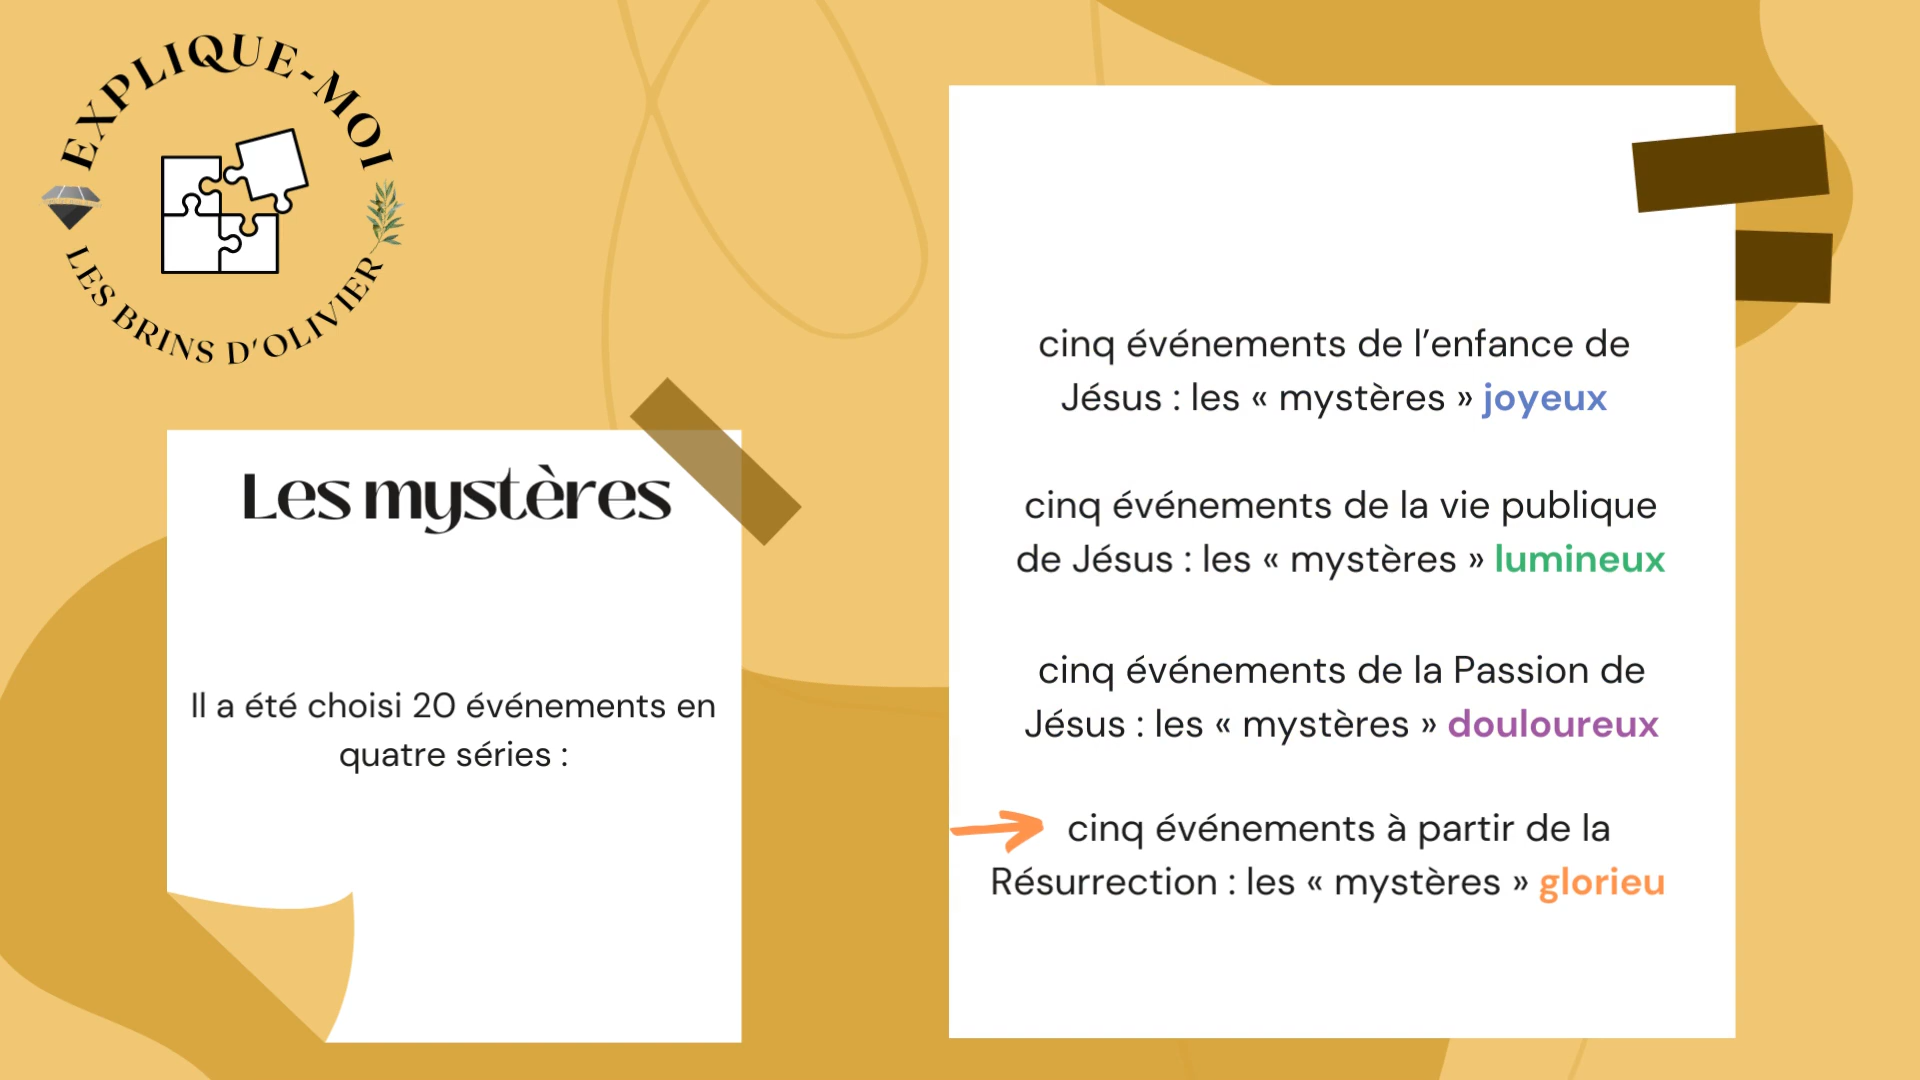 EXPLIQUE-MOI
LES BRINS D'OLIVIER
Les mystères
Il a été choisi 20 événements en
quatre séries :
cinq événements de l’enfance de
Jésus : les « mystères » joyeux
cinq événements de la vie publique
de Jésus : les « mystères » lumineux
cinq événements de la Passion de
Jésus : les « mystères » douloureux
cinq événements à partir de la
Résurrection : les « mystères » glorieu